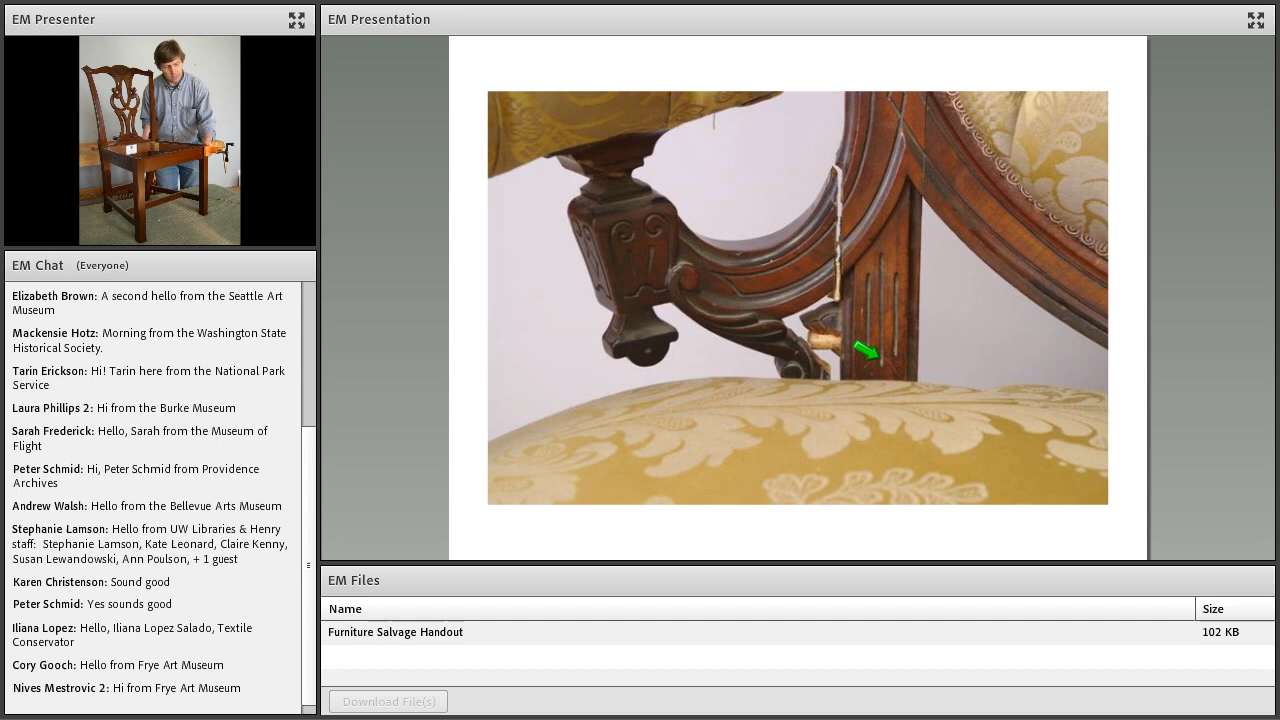 EM Presenter
EM Presentation
EM Chat (Everyone)
Elizabeth Brown: A second hello from the Seattle Art
Museum
Mackensie Hotz: Morning from the Washington State
Historical Society.
Tarin Erickson: Hi! Tarin here from the National Park
Service
Laura Phillips 2: Hi from the Burke Museum
Sarah Frederick: Hello, Sarah from the Museum of
Flight
Peter Schmid: Hi, Peter Schmid from Providence
Archives
Andrew Walsh: Hello from the Bellevue Arts Museum
Stephanie Lamson: Hello from UW Libraries & Henry
staff: Stephanie Lamson, Kate Leonard, Claire Kenny,
Susan Lewandowski, Ann Poulson, + 1 guest
Karen Christenson: Sound good
Peter Schmid: Yes sounds good
Iliana Lopez: Hello, Iliana Lopez Salado, Textile
Conservator
Cory Gooch: Hello from Frye Art Museum
Nives Mestrovic 2: Hi from Frye Art Museum
EM Files
Name Size
Furniture Salvage Handout 102 KB
Download File(s)